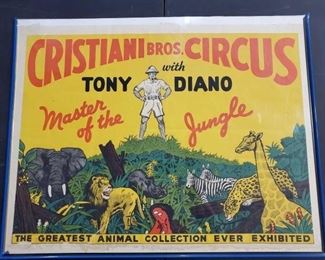 CRISTIANI BROS. CIRCUS
with
TONY DIANO
Master of the Jungle
THE GREATEST ANIMAL COLLECTION EVER EXHIBITED